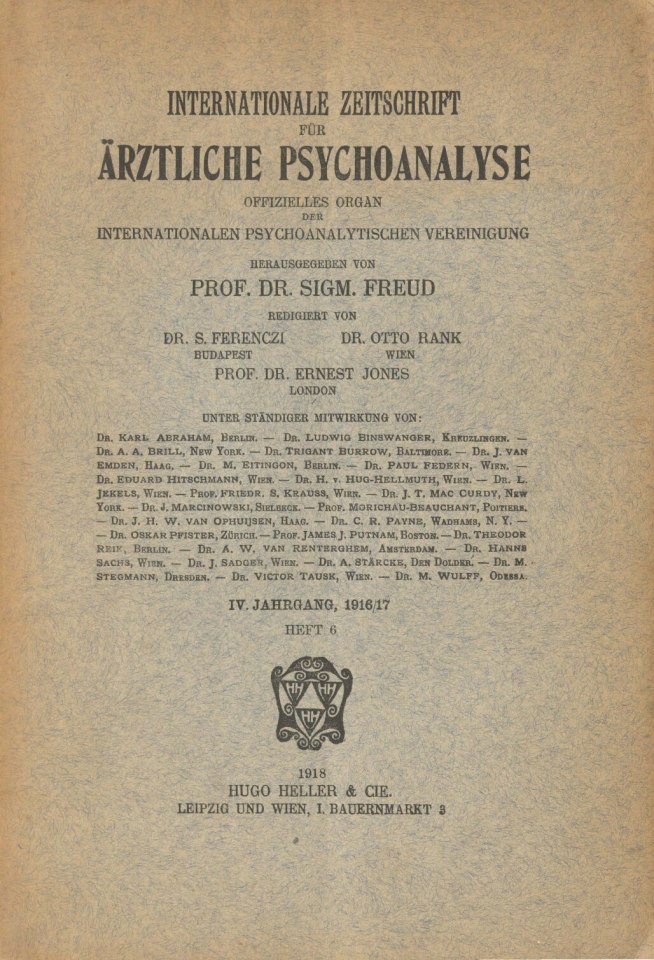 INTERNATIONALE ZEITSCHRIFT
FÜR
ÄRZTLICHE PSYCHOANALYSE
OFFIZIELLES ORGAN
DER
INTERNATIONALEN PSYCHOANALYTISCHEN VEREINIGUNG
HERAUSGEGEBEN VON
PROF. DR. SIGM. FREUD
REDIGIERT VON
DR. S. FERENCZI DR. OTTO RANK
BUDAPEST WIEN
PROF. DR. ERNEST JONES
LONDON
UNTER STÄNDIGER MITWIRKUNG VON:
DR. KARL ABRAHAM, BERLIN. — DR. LUDWIG BINSWANGER, KREUZLINGEN. —
DR. A. A. BRILL, NEW YORK. — DR. TRIGANT BURROW, BALTIMORE. — DR. J. VAN
EMDEN, HAAG. — DR. M. EITINGON, BERLIN. — DR. PAUL FEDERN, WIEN. —
DR. EDUARD HITSCHMANN, WIEN. — DR. H. v. HUG-HELLMUTH, WIEN. — DR. L.
JEKELS, WIEN. — PROF. FRIEDR. S. KRAUSS, WIEN. — DR. J. T. MAC CURDY, NEW
YORK. — DR. J. MARCINOWSKI, SIELBECK. — PROF. MORICHAU-BEAUCHANT, POITIERS.
— DR. J. H. W. VAN OPHUIJSEN, HAAG. — DR. C. R. PAYNE, WADHAMS, N. Y. —
— DR. OSKAR PFISTER, ZÜRICH. — PROF. JAMES J. PUTNAM, BOSTON. — DR. THEODOR
REIK, BERLIN. — DR. A. W. VAN RENTERGHEM, AMSTERDAM. — DR. HANNS
SACHS, WIEN. — DR. J. SADGER, WIEN. — DR. A. STÄRCKE, DEN DOLDER. — DR. M.
STEGMANN, DRESDEN. — DR. VICTOR TAUSK, WIEN. — DR. M. WULFF, ODESSA.
IV. JAHRGANG, 1916/17
HEFT 6
HH HH
HH
1918
HUGO HELLER & CIE.
LEIPZIG UND WIEN, I. BAUERNMARKT 3